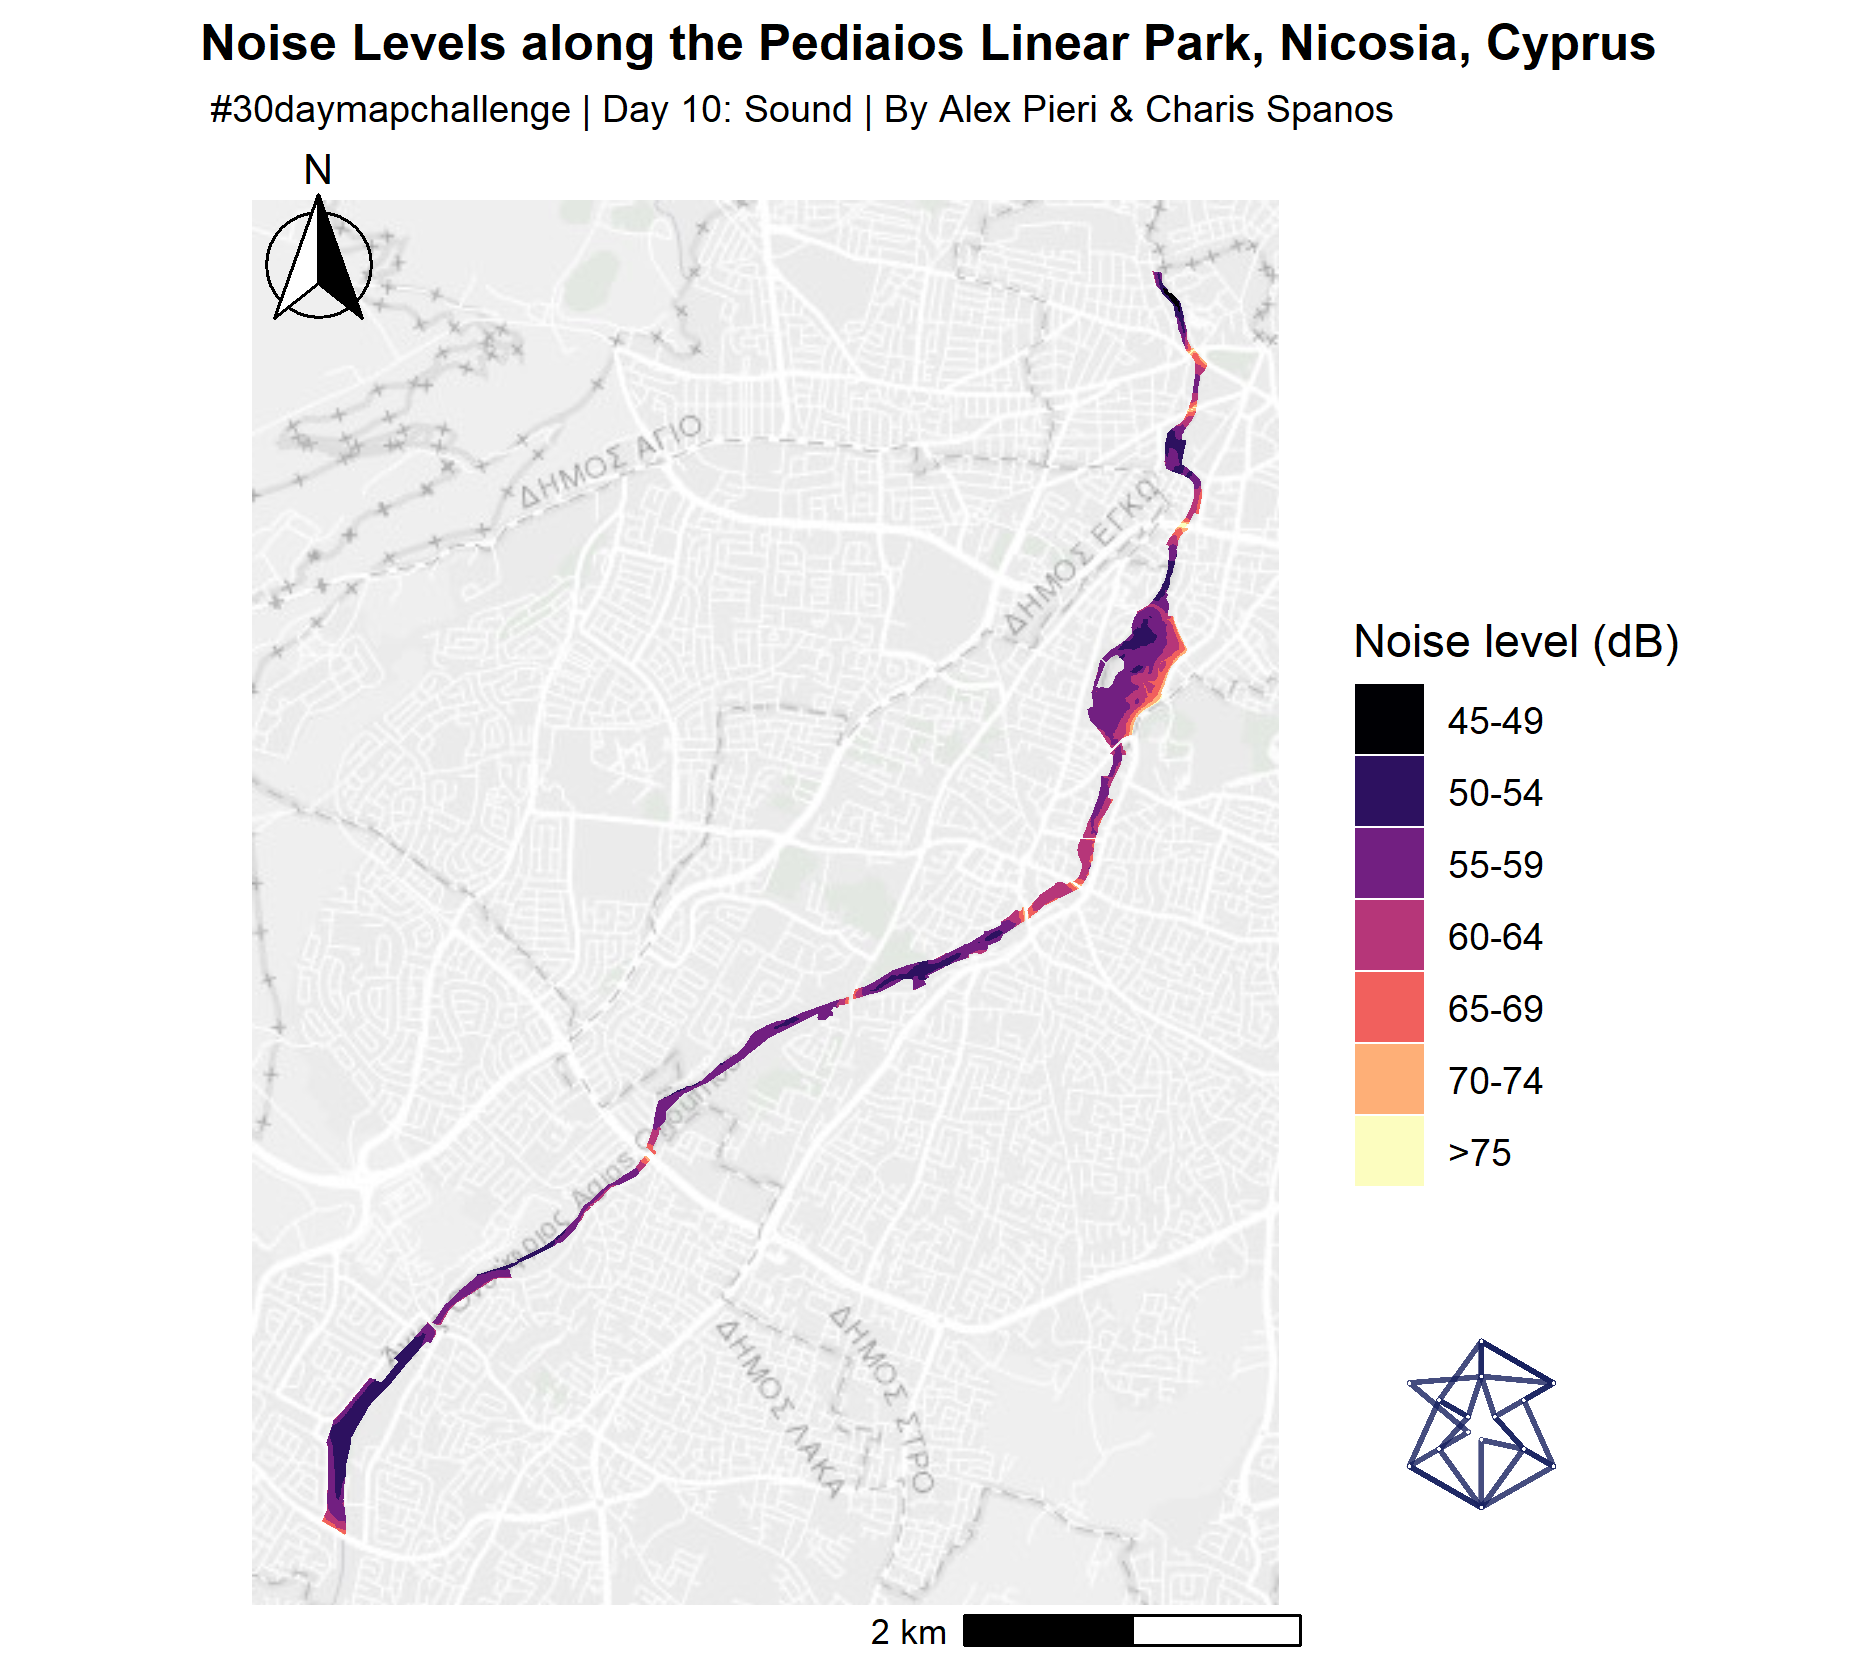 Noise Levels along the Pediaios Linear Park, Nicosia, Cyprus
#30daymapchallenge | Day 10: Sound | By Alex Pieri & Charis Spanos
N
ΔΗΜΟΣ ΑΓΙΟ
ΔΗΜΟΣ ΕΓΚΩ
Noise level (dB)
45-49
50-54
55-59
60-64
65-69
70-74
>75
ΔΗΜΟΣ ΛΑΚΑ
ΔΗΜΟΣ ΣΤΡΟ
2 km